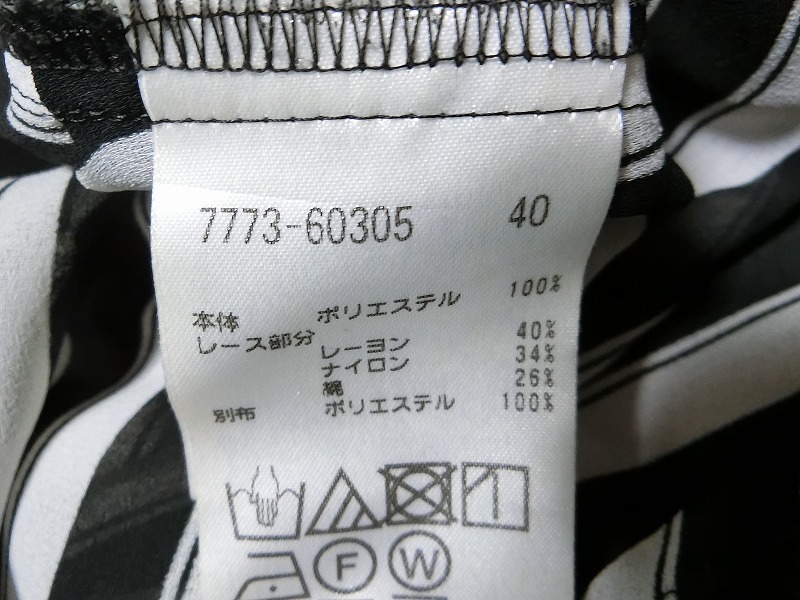 7773-60305 40
本体 ポリエステル 100%
レース部分 レーヨン 40%
ナイロン 34%
綿 26%
別布 ポリエステル 100%
F W